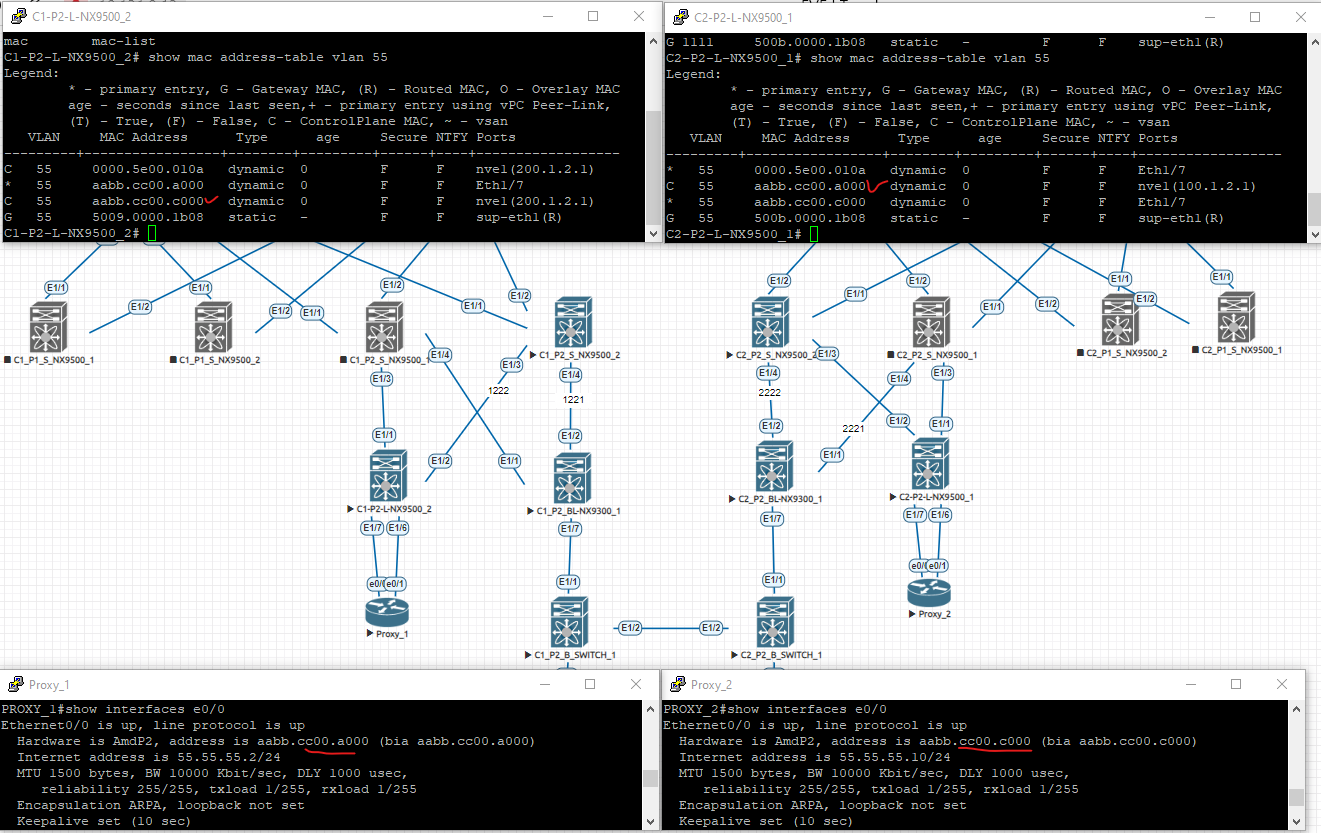 C1-P2-L-NX9500_2
mac        mac-list
C1-P2-L-NX9500_2# show mac address-table vlan 55
Legend:
* - primary entry, G - Gateway MAC, (R) - Routed MAC, O - Overlay MAC
age - seconds since last seen,+ - primary entry using vPC Peer-Link,
(T) - True, (F) - False, C - ControlPlane MAC, ~ - vsan
VLAN     MAC Address      Type      age     Secure NTFY Ports
---------+-----------------+--------+---------+------+----+------------------
C   55     0000.5e00.010a   dynamic  0         F      F    nve1(200.1.2.1)
*   55     aabb.cc00.a000   dynamic  0         F      F    Eth1/7
C   55     aabb.cc00.c000   dynamic  0         F      F    nve1(200.1.2.1)
G   55     5009.0000.1b08   static   -         F      F    sup-eth1(R)
C1-P2-L-NX9500_2#
C2-P2-L-NX9500_1
G 1111     500b.0000.1b08   static   -         F      F    sup-eth1(R)
C2-P2-L-NX9500_1# show mac address-table vlan 55
Legend:
* - primary entry, G - Gateway MAC, (R) - Routed MAC, O - Overlay MAC
age - seconds since last seen,+ - primary entry using vPC Peer-Link,
(T) - True, (F) - False, C - ControlPlane MAC, ~ - vsan
VLAN     MAC Address      Type      age     Secure NTFY Ports
---------+-----------------+--------+---------+------+----+------------------
*   55     0000.5e00.010a   dynamic  0         F      F    Eth1/7
C   55     aabb.cc00.a000   dynamic  0         F      F    nve1(100.1.2.1)
*   55     aabb.cc00.c000   dynamic  0         F      F    Eth1/7
G   55     500b.0000.1b08   static   -         F      F    sup-eth1(R)
C2-P2-L-NX9500_1#
E1/1 E1/2 E1/1 E1/2 E1/1 E1/2 E1/1 E1/2 E1/2 E1/1 E1/2 E1/1 E1/2 E1/1 E1/2 E1/1
C1_P1_S_NX9500_1
C1_P1_S_NX9500_2
C1_P2_S_NX9500_1
C1_P2_S_NX9500_2
C2_P2_S_NX9500_2
C2_P2_S_NX9500_1
C2_P1_S_NX9500_2
C2_P1_S_NX9500_1
E1/4 E1/3 E1/3
E1/3 E1/4 E1/4 E1/4 E1/3
1222 1221 2222 2221
E1/1 E1/2 E1/2 E1/2 E1/1
E1/2 E1/1 E1/1
C1-P2-L-NX9500_2
C1_P2_BL-NX9300_1
C2_P2_BL-NX9300_1
C2-P2-L-NX9500_1
E1/7 E1/6 E1/7 E1/7 E1/7 E1/6
e0/1 e0/1
E1/1 E1/1
Proxy_1
Proxy_2
E1/2 E1/2
C1_P2_B_SWITCH_1
C2_P2_B_SWITCH_1
Proxy_1
PROXY_1#show interfaces e0/0
Ethernet0/0 is up, line protocol is up
Hardware is AmdP2, address is aabb.cc00.a000 (bia aabb.cc00.a000)
Internet address is 55.55.55.2/24
MTU 1500 bytes, BW 10000 Kbit/sec, DLY 1000 usec,
reliability 255/255, txload 1/255, rxload 1/255
Encapsulation ARPA, loopback not set
Keepalive set (10 sec)
Proxy_2
PROXY_2#show interfaces e0/0
Ethernet0/0 is up, line protocol is up
Hardware is AmdP2, address is aabb.cc00.c000 (bia aabb.cc00.c000)
Internet address is 55.55.55.10/24
MTU 1500 bytes, BW 10000 Kbit/sec, DLY 1000 usec,
reliability 255/255, txload 1/255, rxload 1/255
Encapsulation ARPA, loopback not set
Keepalive set (10 sec)